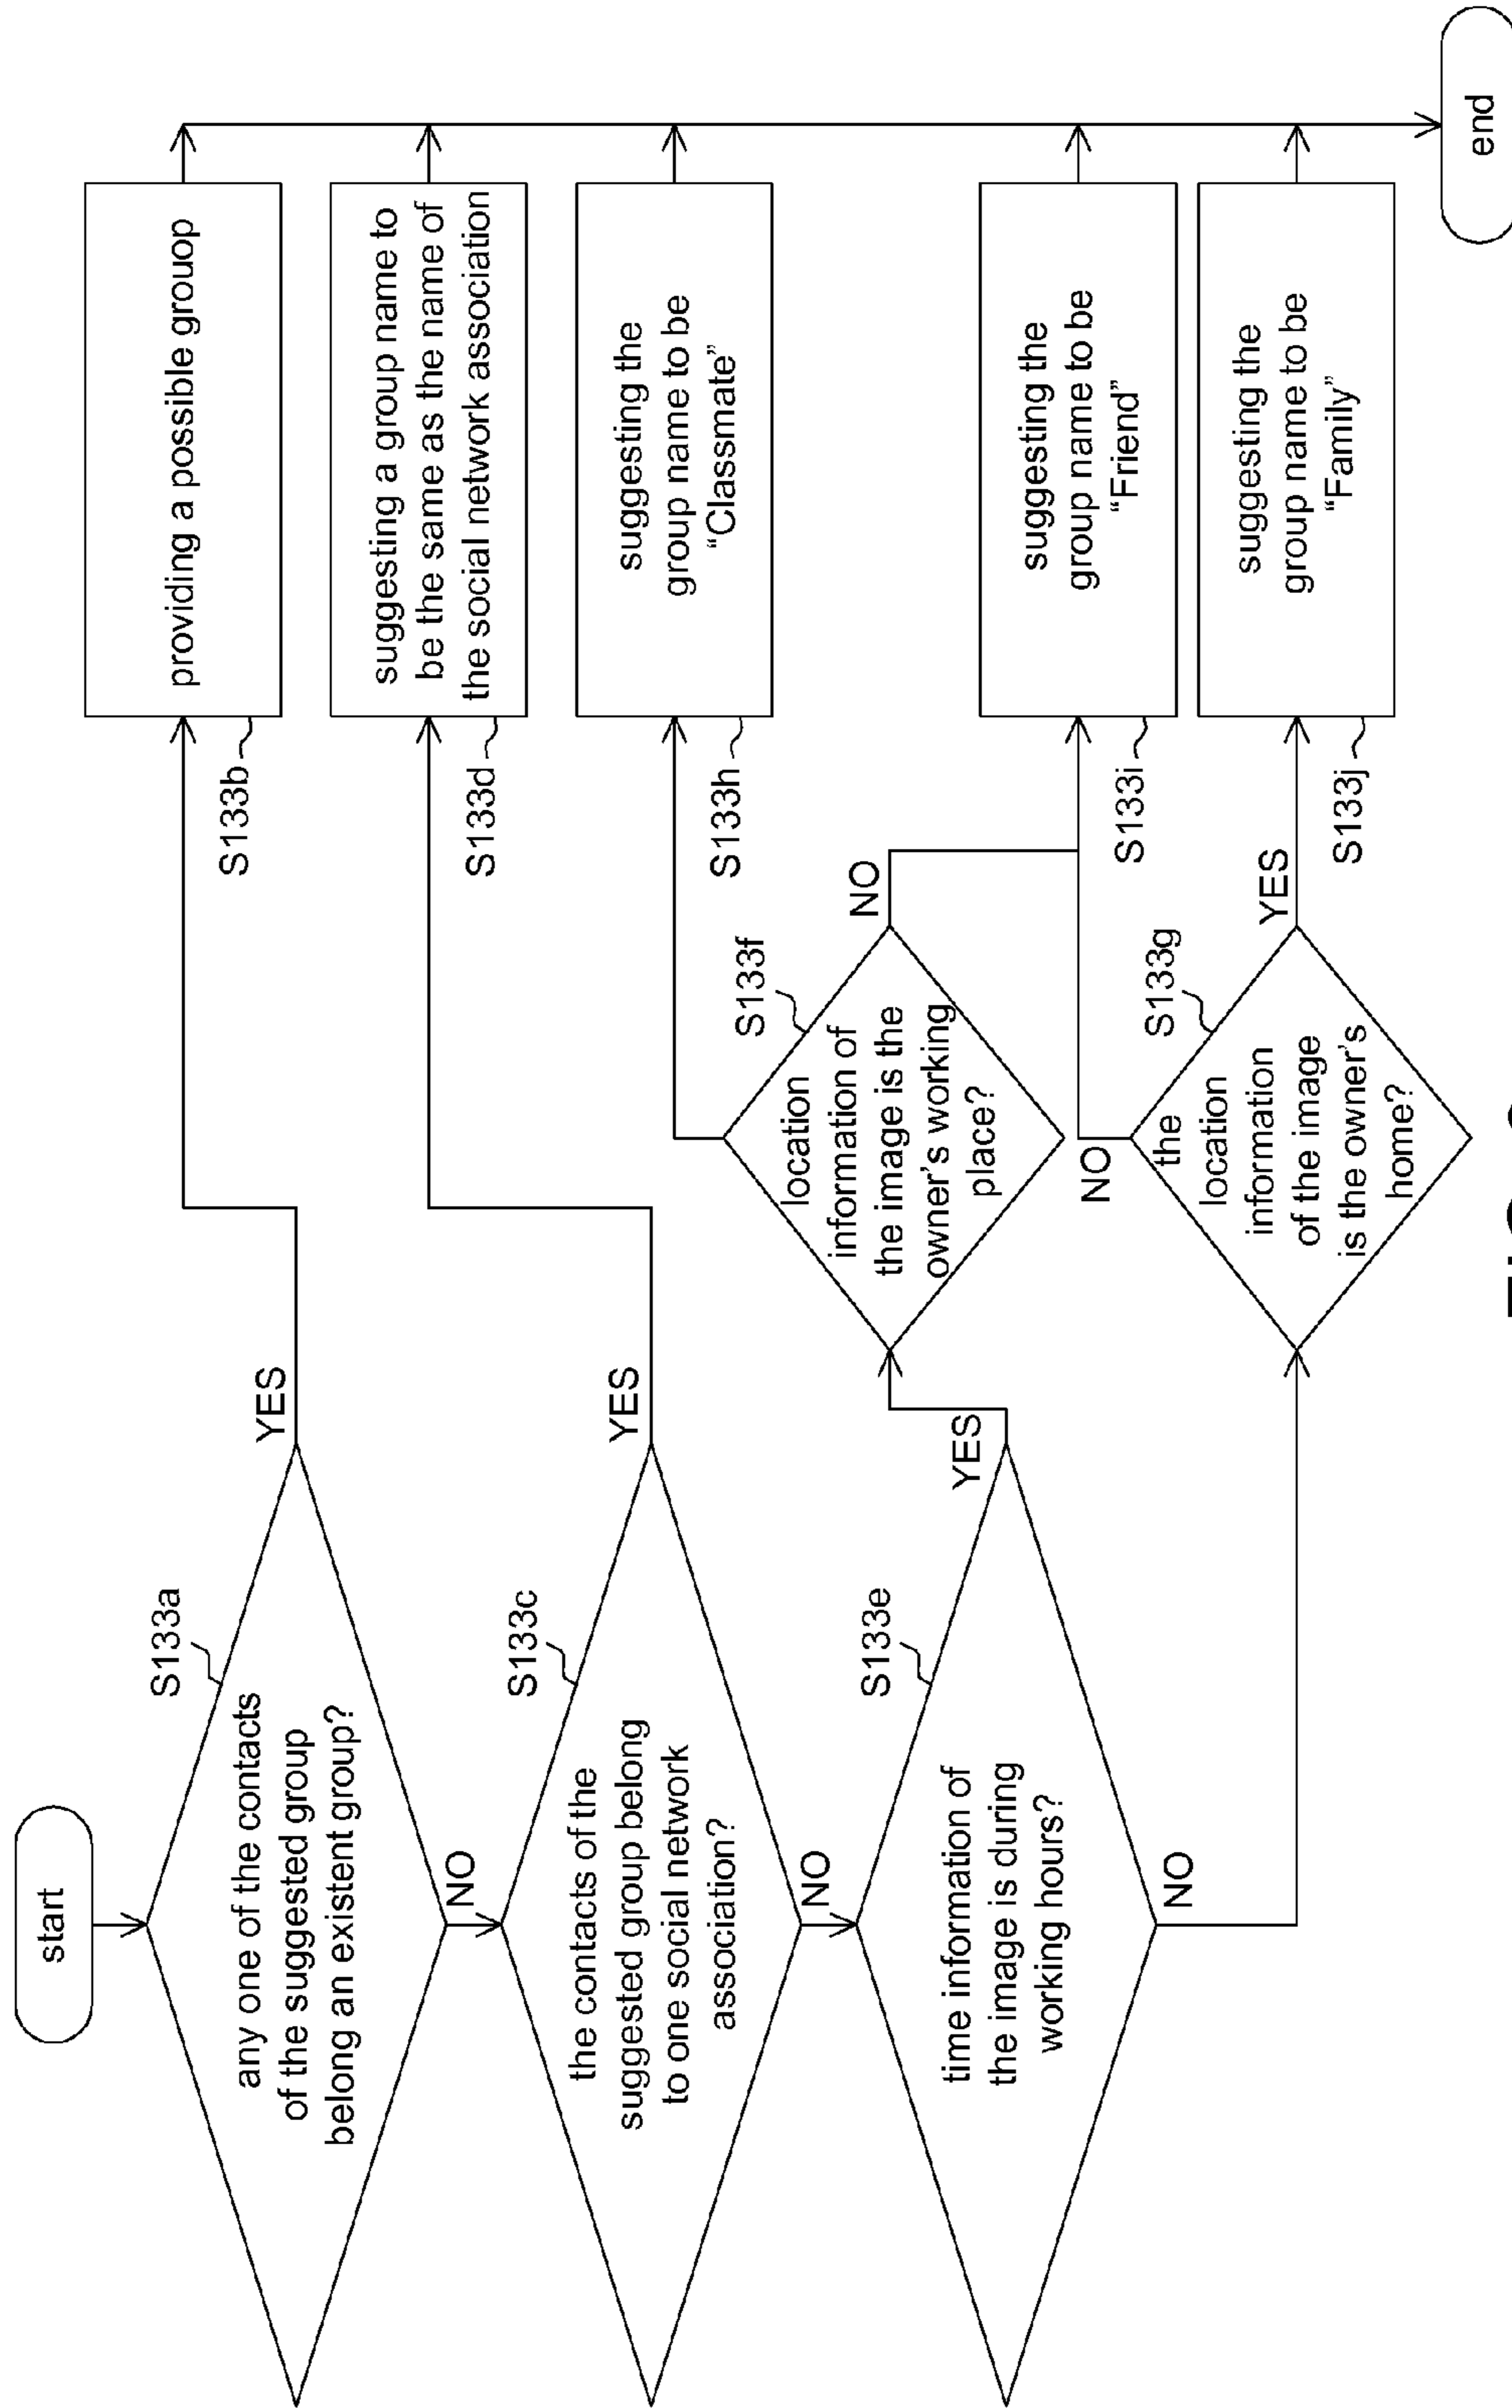 start
S133a
any one of the contacts
of the suggested group
belong an existent group?
YES
NO
S133b
providing a possible grouop
S133c
the contacts of the
suggested group belong
to one social network
association?
YES
NO
S133d
suggesting a group name to
be the same as the name of
the social network association
S133e
time information of
the image is during
working hours?
YES
NO
S133f
location
information of
the image is the
owner's working
place?
NO
S133h
suggesting the
group name to be
“Classmate”
S133g
the
location
information
of the image
is the owner's
home?
NO
YES
S133i
suggesting the
group name to be
“Friend”
S133j
suggesting the
group name to be
“Family”
end